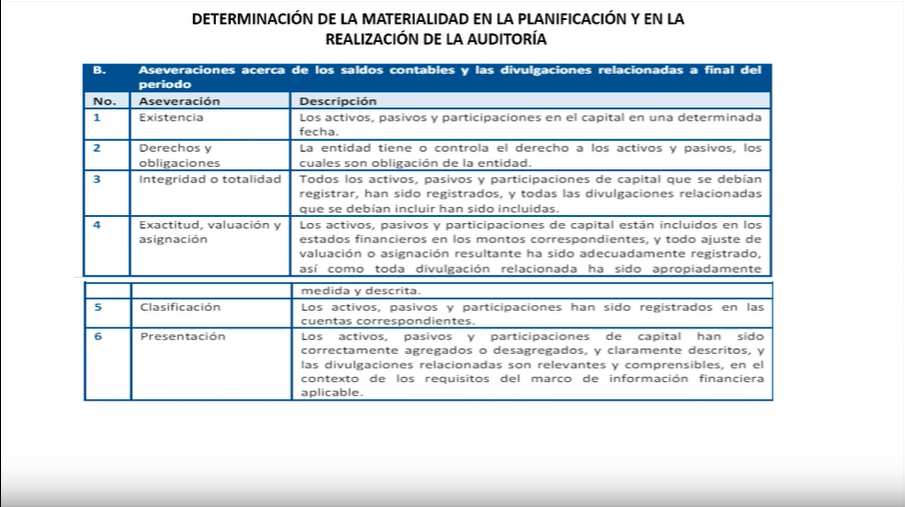 DETERMINACIÓN DE LA MATERIALIDAD EN LA PLANIFICACIÓN Y EN LA
REALIZACIÓN DE LA AUDITORÍA
B. Aseveraciones acerca de los saldos contables y las divulgaciones relacionadas a final del
periodo
No. Aseveración Descripción
1 Existencia Los activos, pasivos y participaciones en el capital en una determinada
fecha.
2 Derechos y La entidad tiene o controla el derecho a los activos y pasivos, los
obligaciones cuales son obligación de la entidad.
3 Integridad o totalidad Todos los activos, pasivos y participaciones de capital que se debían
registrar, han sido registrados, y todas las divulgaciones relacionadas
que se debían incluir han sido incluidas.
4 Exactitud, valuación y Los activos, pasivos y participaciones de capital están incluidos en los
asignación estados financieros en los montos correspondientes, y todo ajuste de
valuación o asignación resultante ha sido adecuadamente registrado,
así como toda divulgación relacionada ha sido apropiadamente
medida y descrita.
5 Clasificación Los activos, pasivos y participaciones han sido registrados en las
cuentas correspondientes.
6 Presentación Los activos, pasivos y participaciones de capital han sido
correctamente agregados o desagregados, y claramente descritos, y
las divulgaciones relacionadas son relevantes y comprensibles, en el
contexto de los requisitos del marco de información financiera
aplicable.